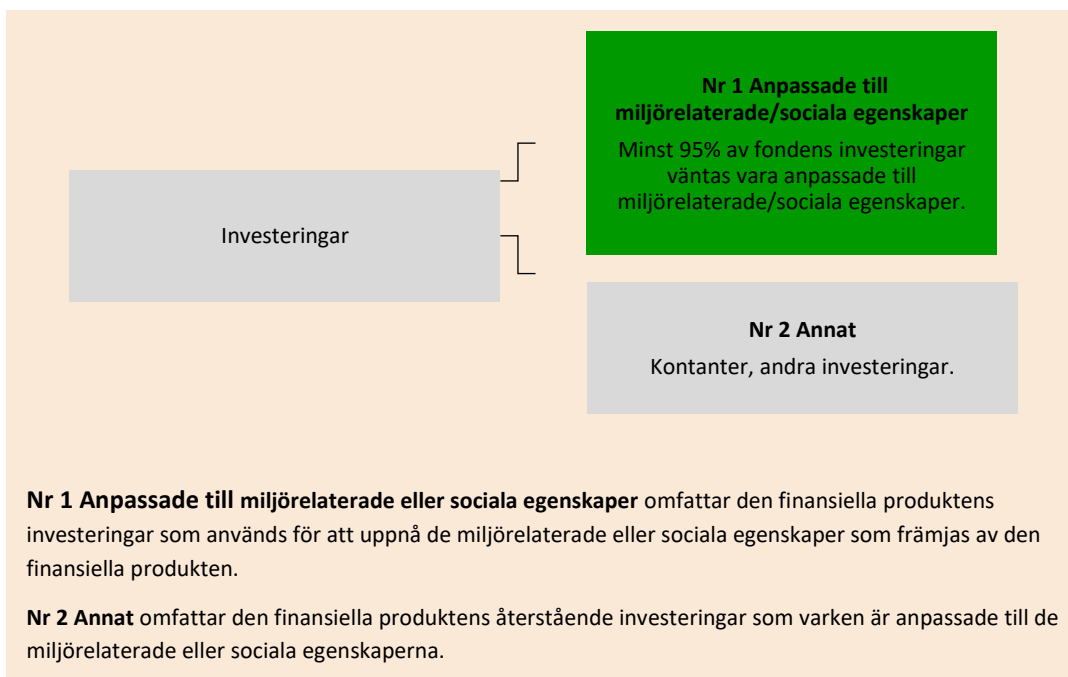 Nr 1 Anpassade till
miljörelaterade/sociala egenskaper
Minst 95% av fondens investeringar
väntas vara anpassade till
miljörelaterade/sociala egenskaper.
Investeringar
Nr 2 Annat
Kontanter, andra investeringar.
Nr 1 Anpassade till miljörelaterade eller sociala egenskaper omfattar den finansiella produktens
investeringar som används för att uppnå de miljörelaterade eller sociala egenskaper som främjas av den
finansiella produkten.
Nr 2 Annat omfattar den finansiella produktens återstående investeringar som varken är anpassade till de
miljörelaterade eller sociala egenskaperna.